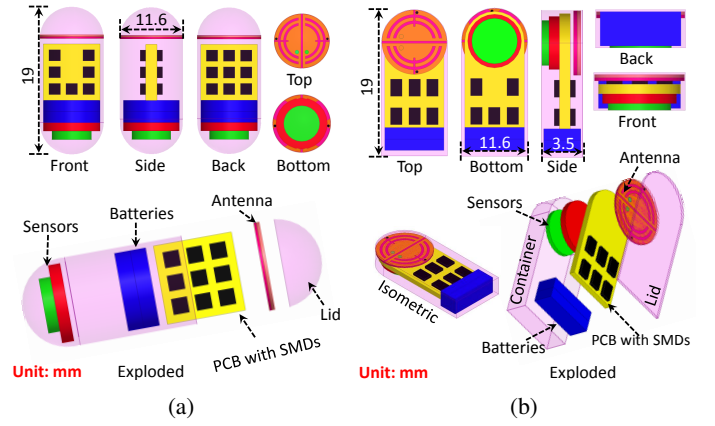 11.6
19
Front
Side
Back
Top
Bottom
Sensors
Batteries
Antenna
Lid
PCB with SMDs
Unit: mm
Exploded
(a)
19
11.6
3.5
Top
Bottom
Side
Back
Front
Antenna
Sensors
Container
Lid
Isometric
Batteries
PCB with SMDs
Unit: mm
Exploded
(b)